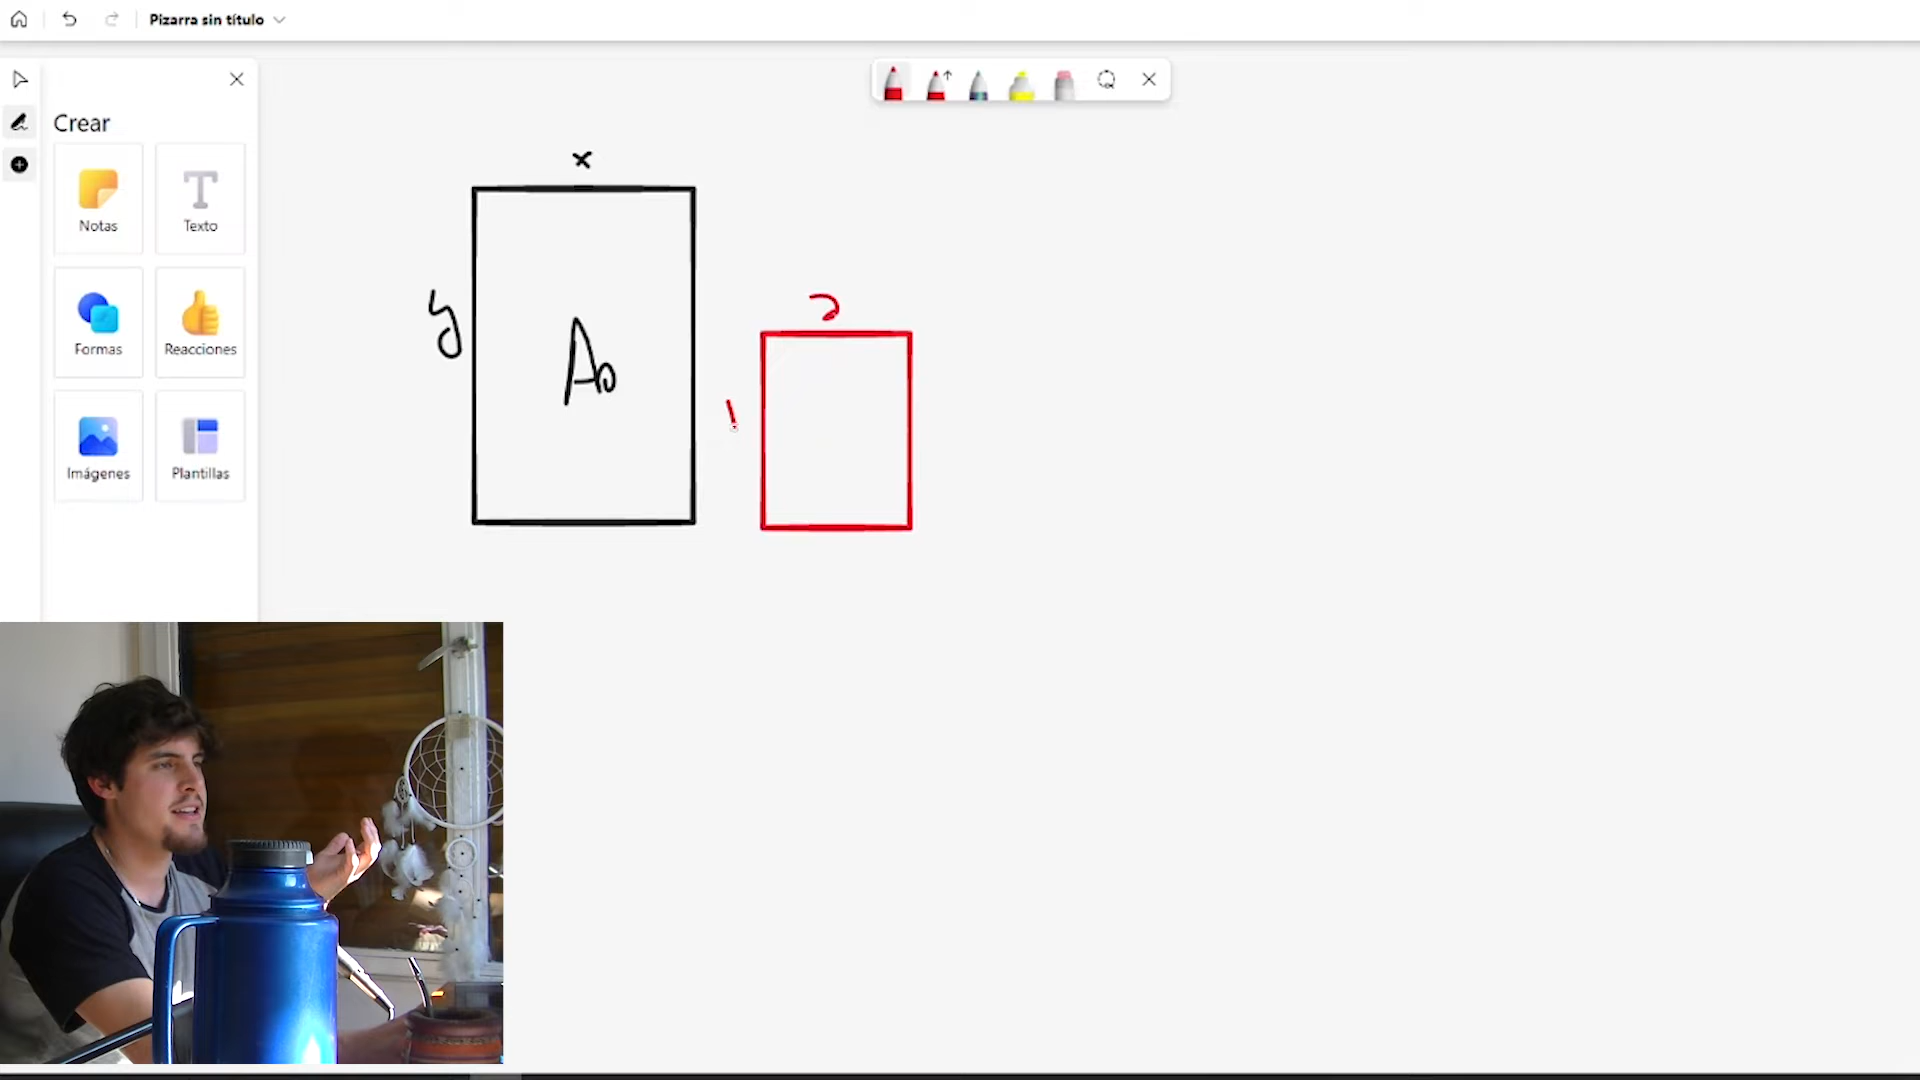 Pizarra sin título
Crear
Notas
Texto
Formas
Reacciones
Imágenes
Plantillas
x
y
A0